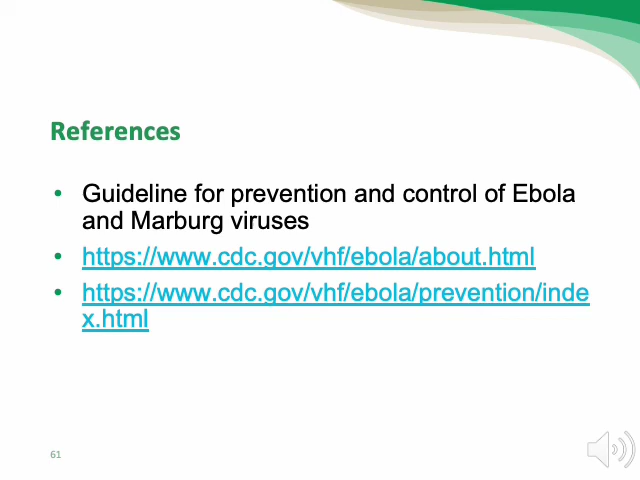 References
• Guideline for prevention and control of Ebola
and Marburg viruses
• https://www.cdc.gov/vhf/ebola/about.html
• https://www.cdc.gov/vhf/ebola/prevention/inde
x.html
61